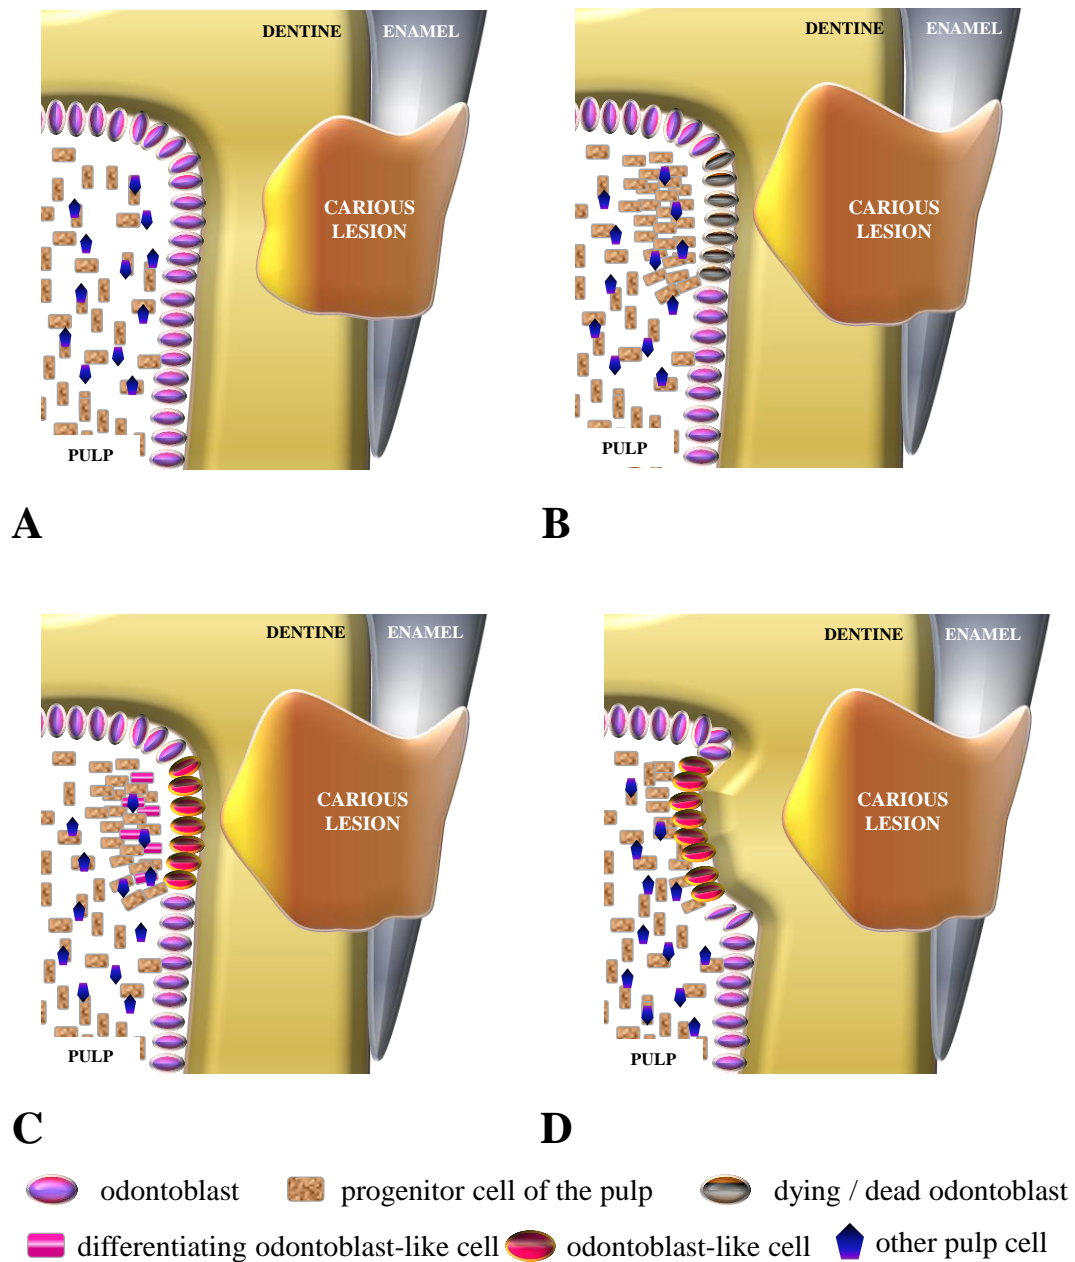 DENTINE ENAMEL
CARIOUS
LESION
PULP
A
DENTINE ENAMEL
CARIOUS
LESION
PULP
B
DENTINE ENAMEL
CARIOUS
LESION
PULP
C
DENTINE ENAMEL
CARIOUS
LESION
PULP
D
odontoblast progenitor cell of the pulp dying / dead odontoblast
differentiating odontoblast-like cell odontoblast-like cell other pulp cell